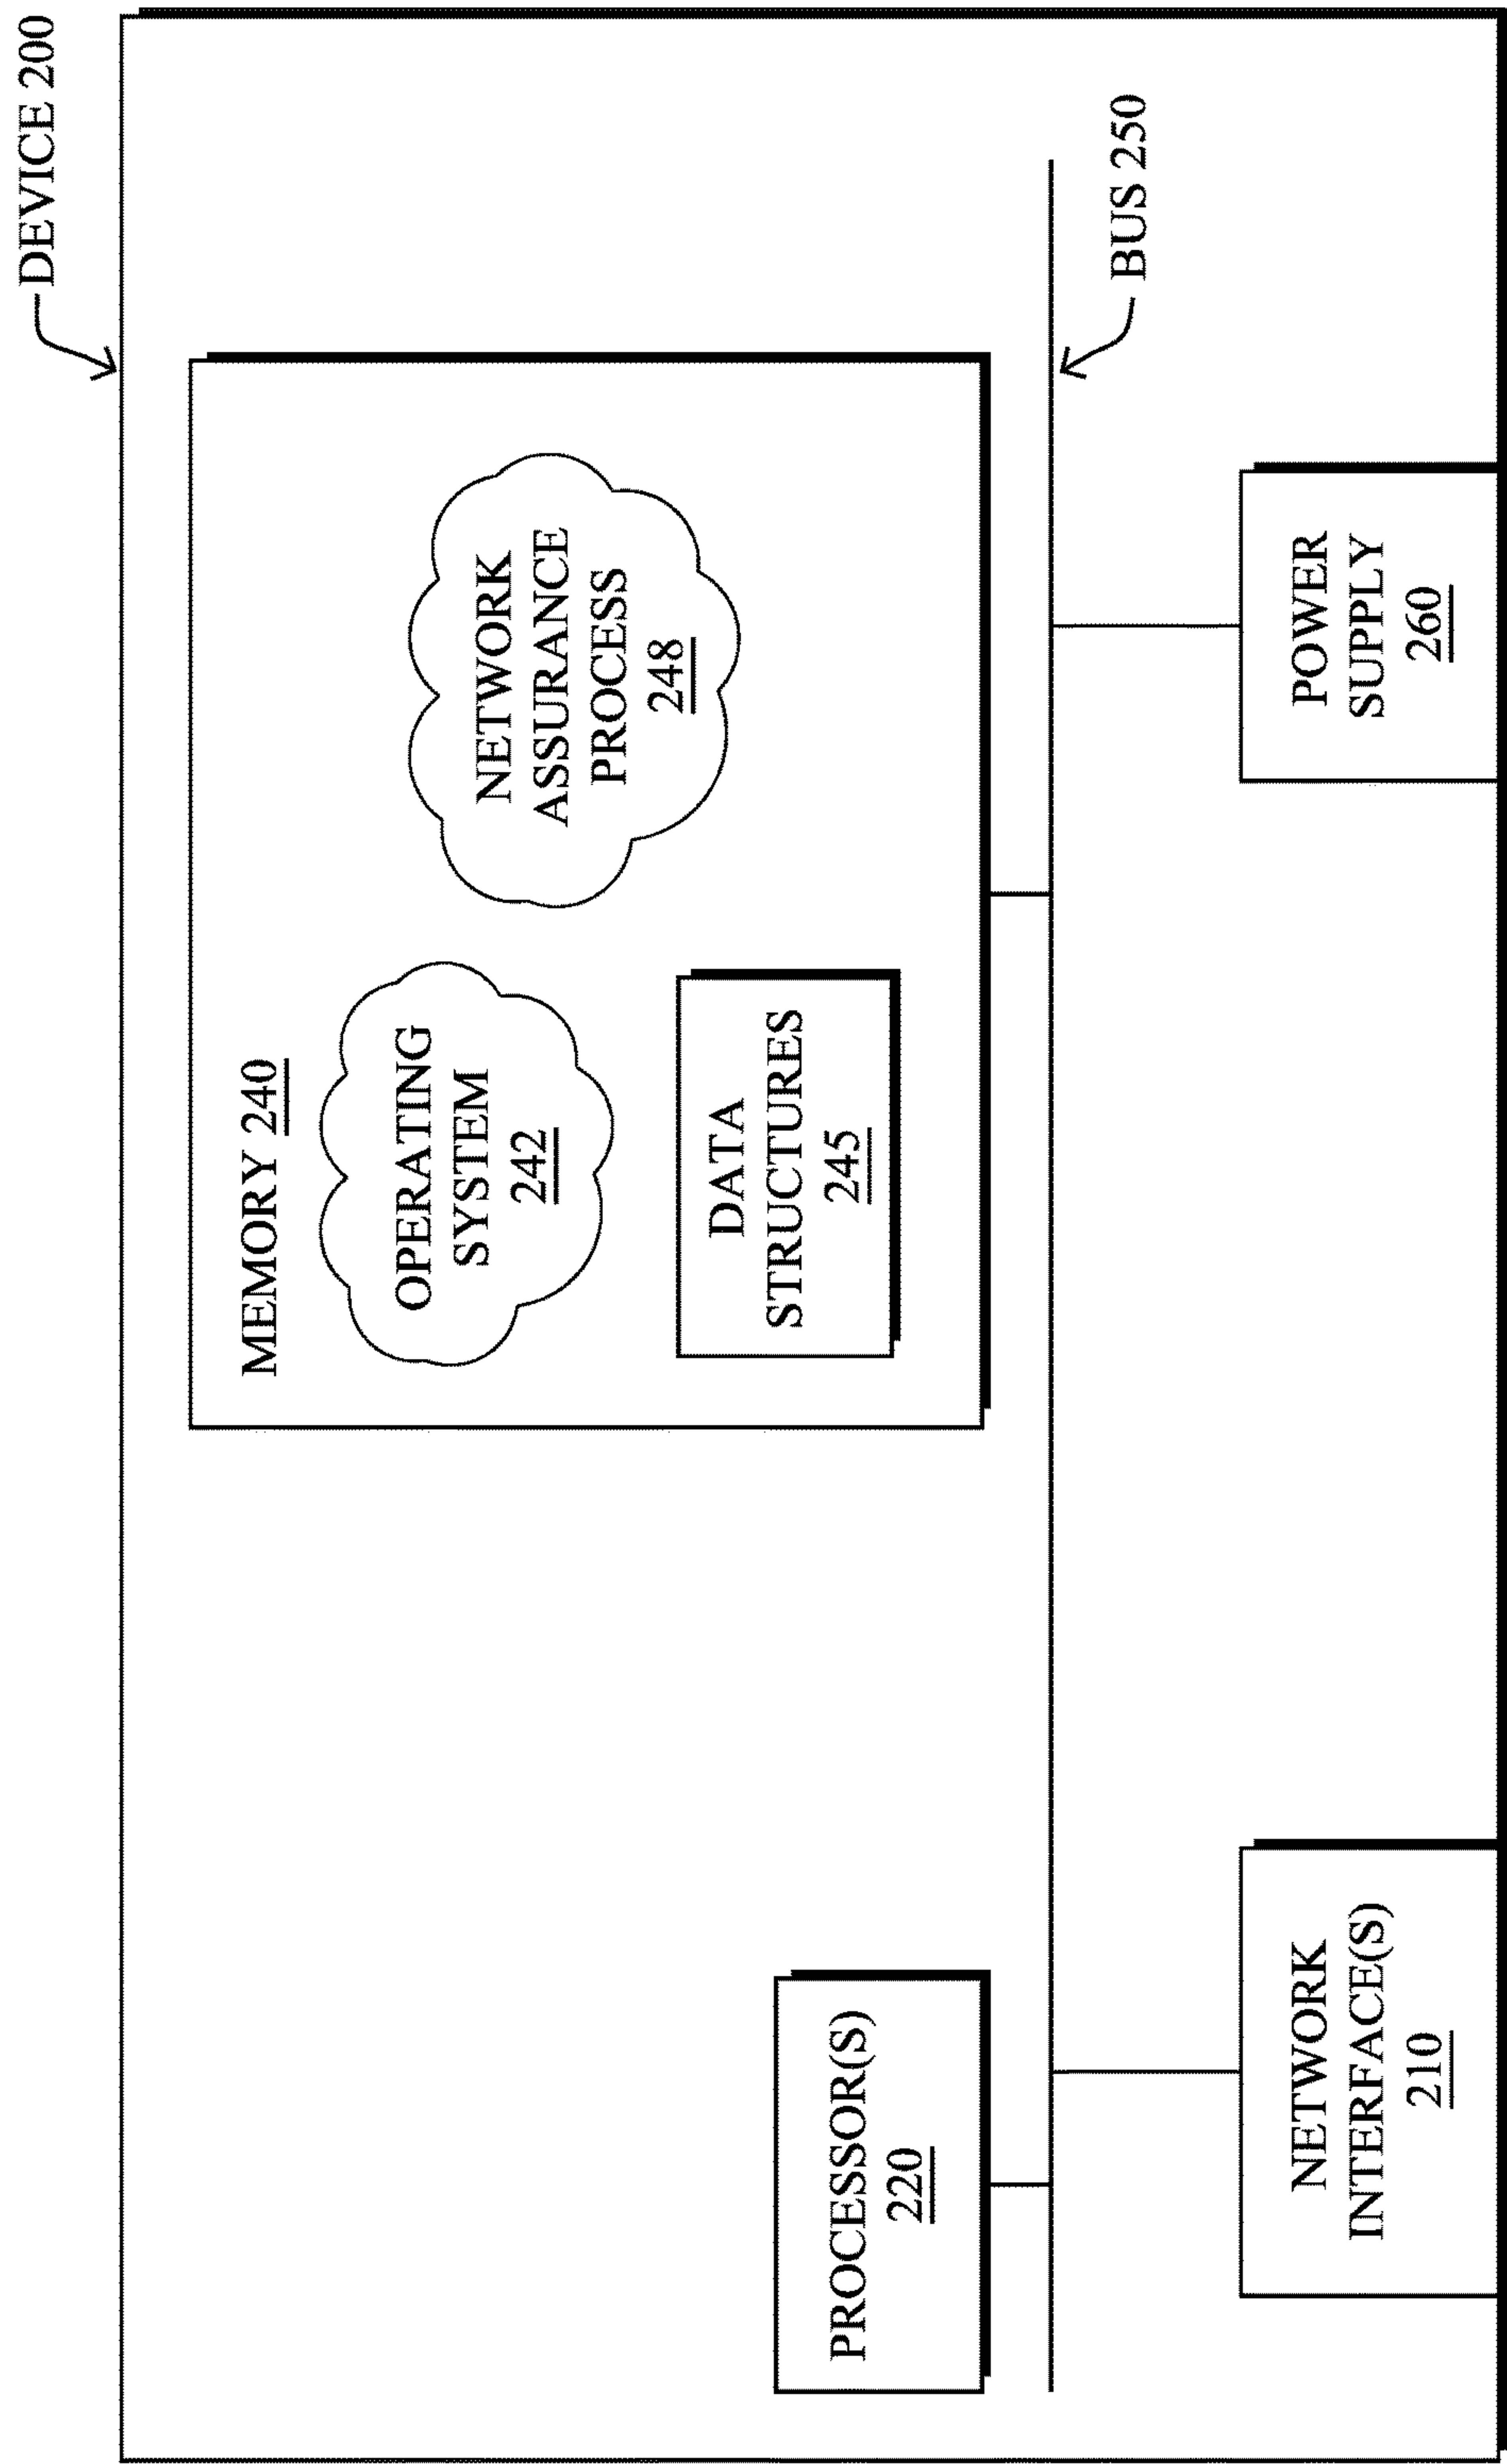 DEVICE 200
MEMORY 240
OPERATING
SYSTEM
242
NETWORK
ASSURANCE
PROCESS
248
DATA
STRUCTURES
245
PROCESSOR(S)
220
BUS 250
NETWORK
INTERFACE(S)
210
POWER
SUPPLY
260